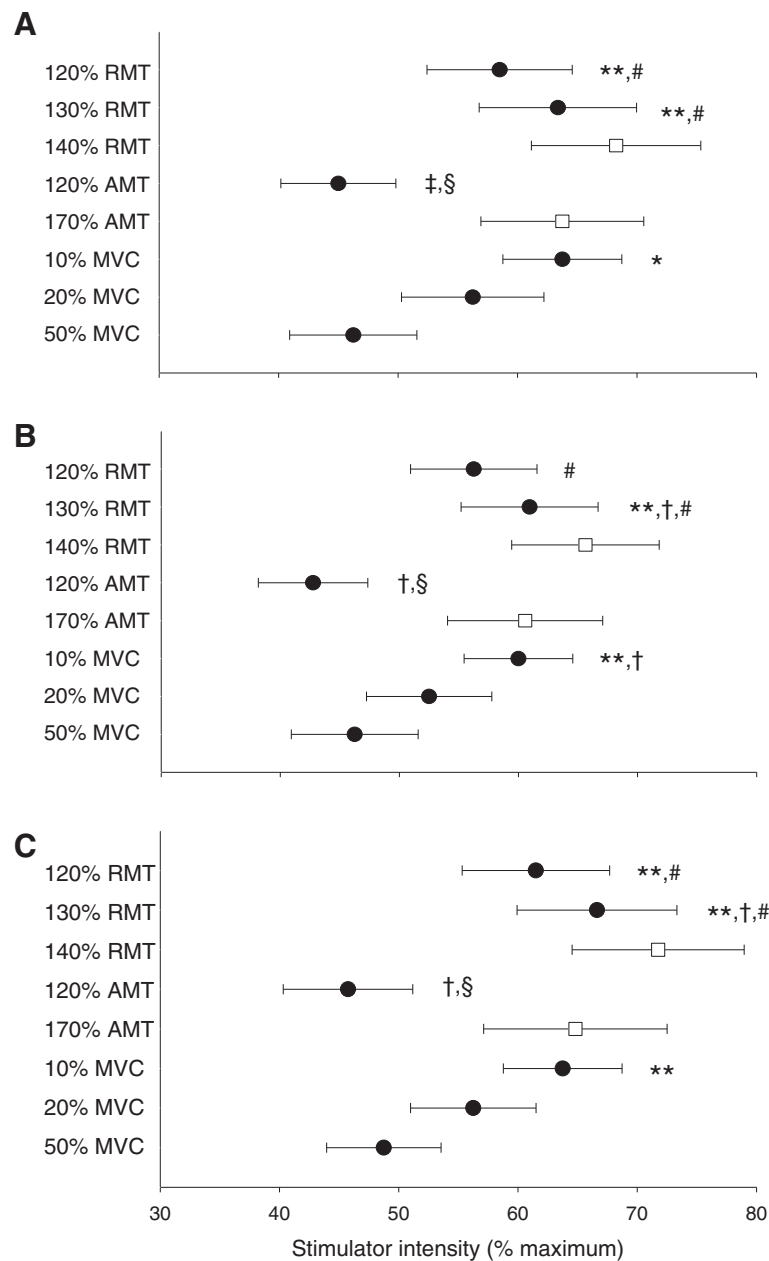 A
120% RMT **,#
130% RMT **,#
140% RMT
120% AMT ‡,§
170% AMT
10% MVC *
20% MVC
50% MVC
B
120% RMT #
130% RMT **,†,#
140% RMT
120% AMT †,§
170% AMT
10% MVC **,†
20% MVC
50% MVC
C
120% RMT **,#
130% RMT **,†,#
140% RMT
120% AMT †,§
170% AMT
10% MVC **
20% MVC
50% MVC
30 40 50 60 70 80
Stimulator intensity (% maximum)